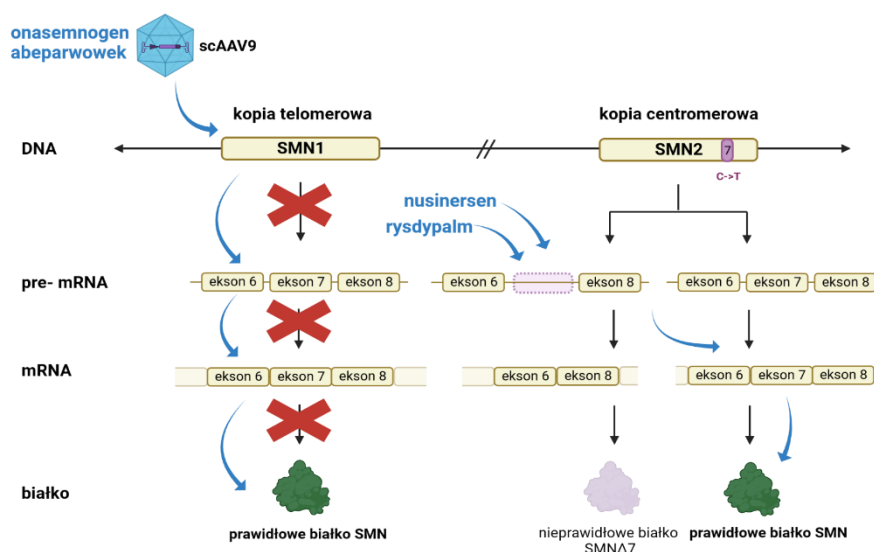 onasemnogen
abeparwowek
scAAV9
kopia telomerowa
kopia centromerowa
DNA
SMN1
SMN2
7
C->T
nusinersen
rysdypalm
pre- mRNA
ekson 6 ekson 7 ekson 8
ekson 6 ekson 8
ekson 6 ekson 7 ekson 8
mRNA
ekson 6 ekson 7 ekson 8
ekson 6 ekson 8
ekson 6 ekson 7 ekson 8
białko
prawidłowe białko SMN
nieprawidłowe białko
SMNΔ7
prawidłowe białko SMN